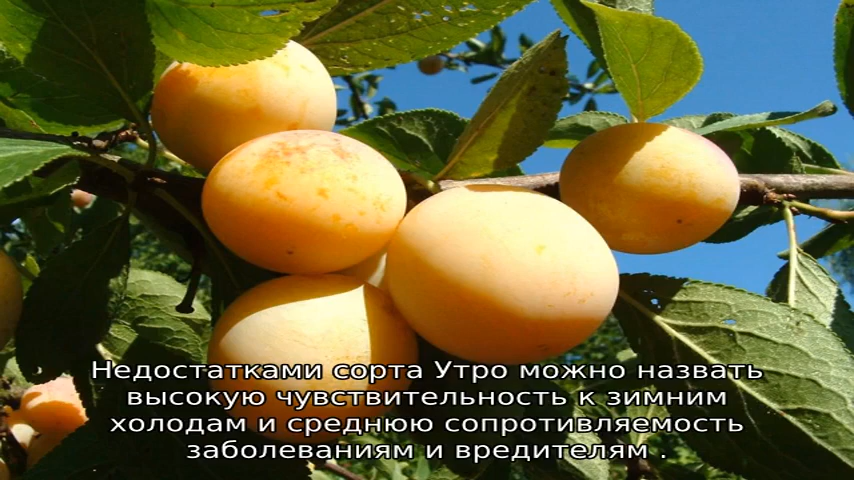 Недостатками сорта Утро можно назвать
высокую чувствительность к зимним
холодам и среднюю сопротивляемость
заболеваниям и вредителям .